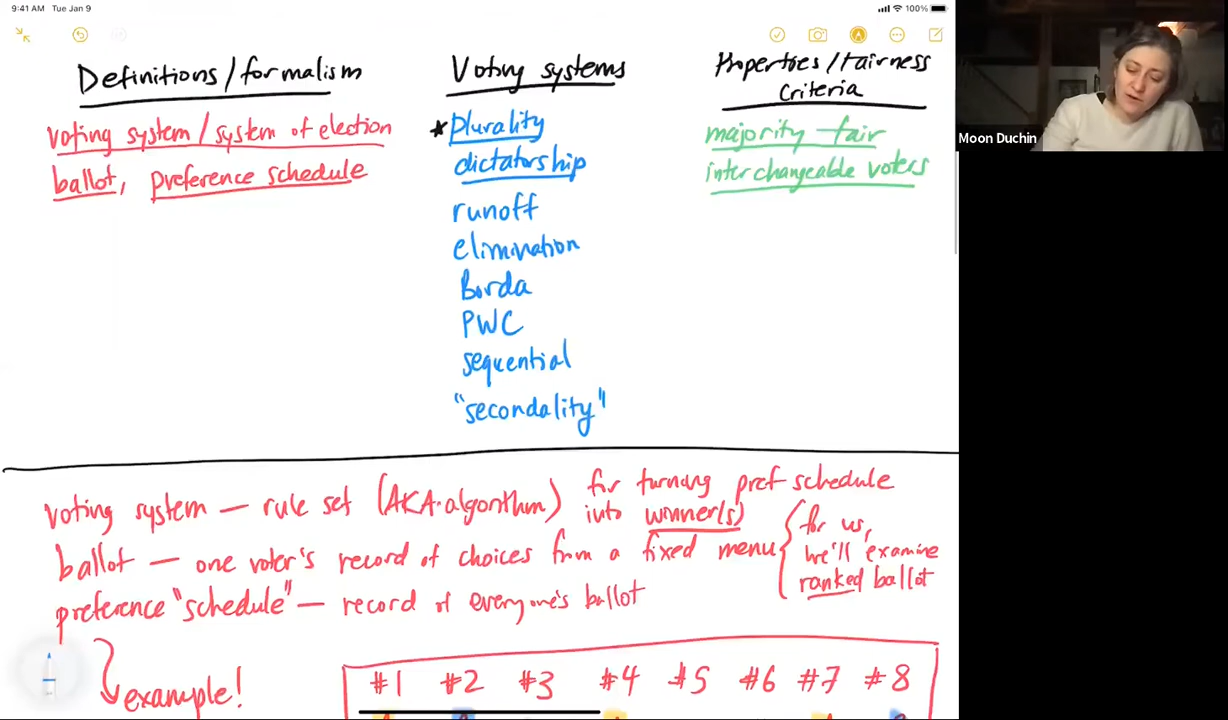 9:41 AM Tue Jan 9
100%
Definitions/formalism
voting system/system of election
ballot, preference schedule
Voting systems
*plurality
dictatorship
runoff
elimination
Borda
PWC
sequential
"secondality"
Properties/Fairness
Criteria
majority-fair
interchangeable voters
Moon Duchin
voting system — rule set (AKA algorithm) for turning pref schedule
into winner(s)
ballot — one voter's record of choices from a fixed menu
{for us,
we'll examine
ranked ballot
preference "schedule" — record of everyone's ballot
example!
#1 #2 #3 #4 #5 #6 #7 #8